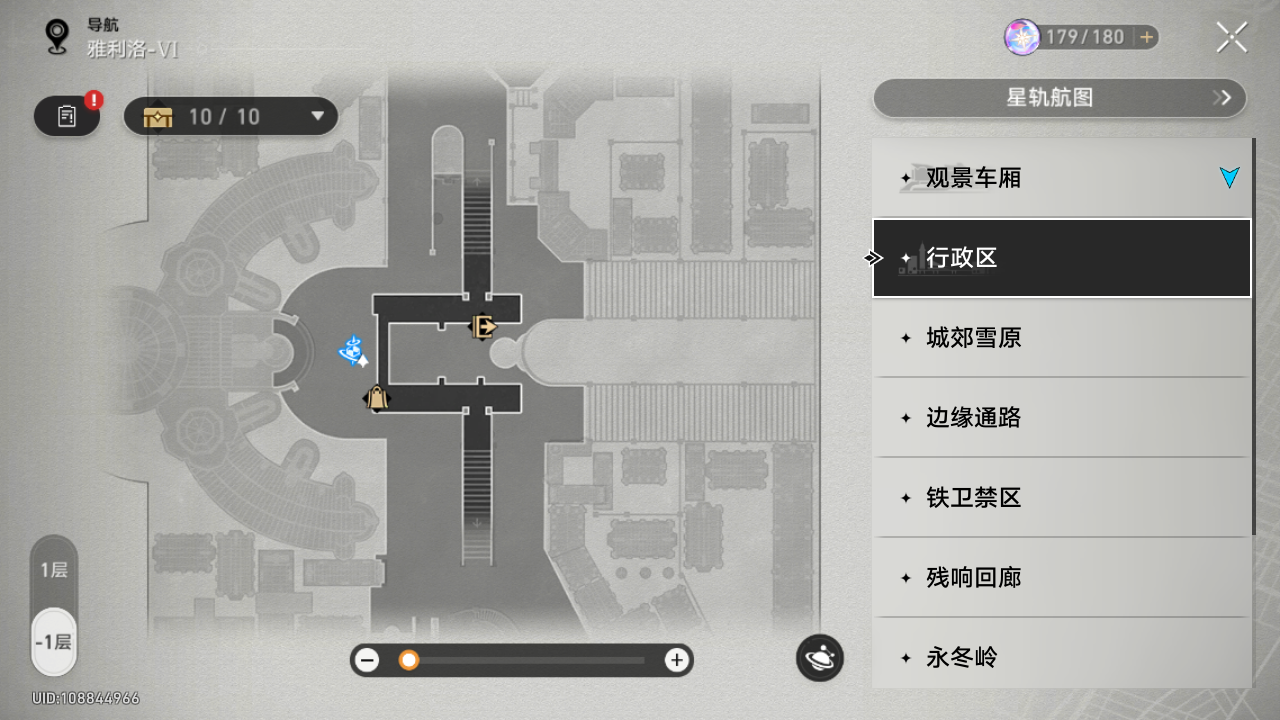 导航
雅利洛-VI
179/180
10 / 10
星轨航图
观景车厢
行政区
城郊雪原
边缘通路
铁卫禁区
残响回廊
永冬岭
1层
-1层
UID:108844966